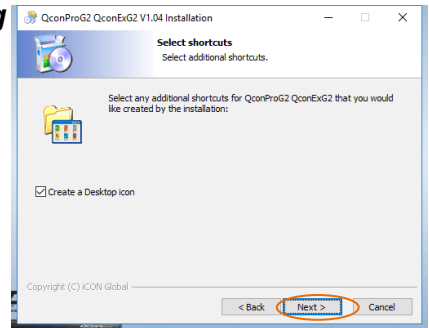 g
QconProG2 QconExG2 V1.04 Installation
Select shortcuts
Select additional shortcuts.
Select any additional shortcuts for QconProG2 QconExG2 that you would
like created by the installation:
Create a Desktop icon
Copyright (C) iCON Global
< Back Next > Cancel